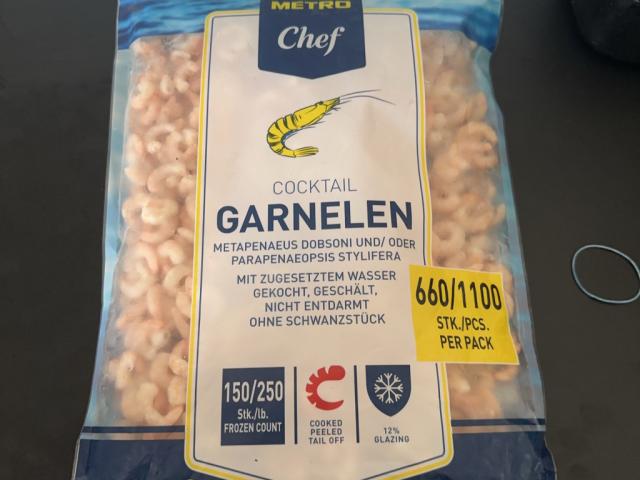 METRO
Chef
COCKTAIL
GARNELEN
METAPENAEUS DOBSONI UND/ ODER
PARAPENAEOPSIS STYLIFERA
MIT ZUGESETZTEM WASSER
GEKOCHT, GESCHÄLT,
NICHT ENTDARMT
OHNE SCHWANZSTÜCK
660/1100
STK./PCS.
PER PACK
150/250
Stk./lb.
FROZEN COUNT
COOKED
PEELED
TAIL OFF
12%
GLAZING